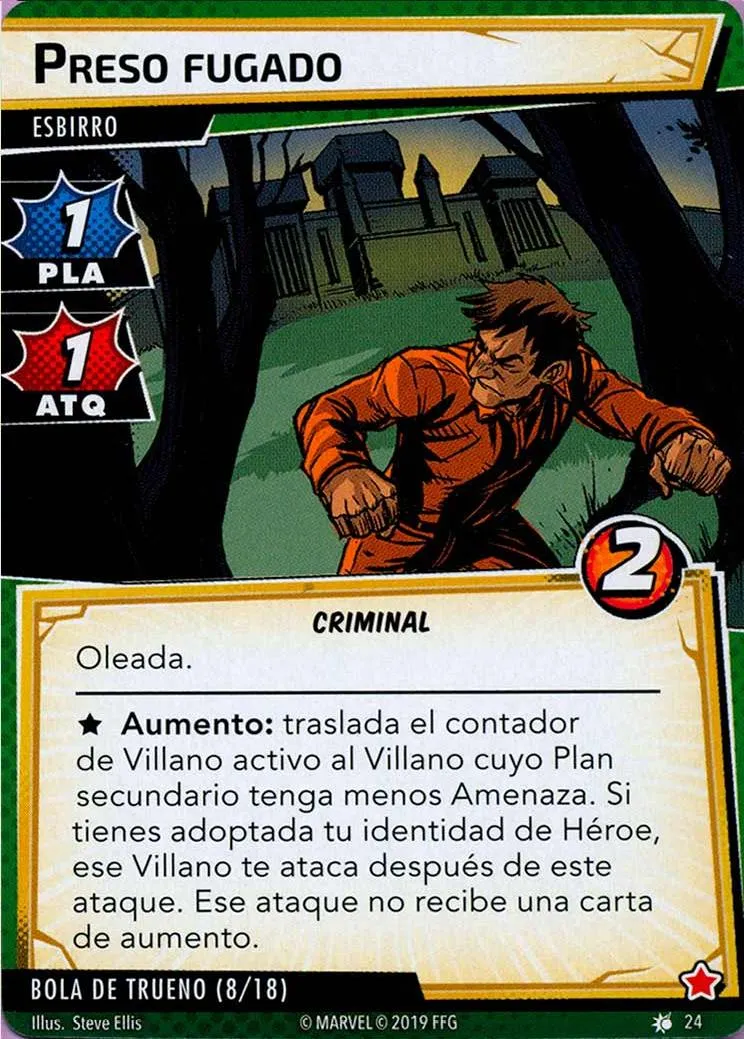 PRESO FUGADO
ESBIRRO
1
PLA
1
ATQ
2
CRIMINAL
Oleada.
★ Aumento: traslada el contador
de Villano activo al Villano cuyo Plan
secundario tenga menos Amenaza. Si
tienes adoptada tu identidad de Héroe,
ese Villano te ataca después de este
ataque. Ese ataque no recibe una carta
de aumento.
BOLA DE TRUENO (8/18)
Illus. Steve Ellis
© MARVEL © 2019 FFG
24